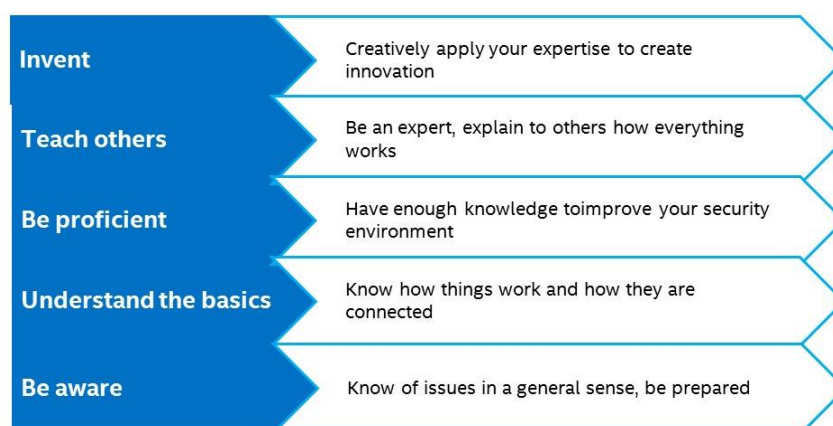 Invent
Creatively apply your expertise to create
innovation
Teach others
Be an expert, explain to others how everything
works
Be proficient
Have enough knowledge toimprove your security
environment
Understand the basics
Know how things work and how they are
connected
Be aware
Know of issues in a general sense, be prepared